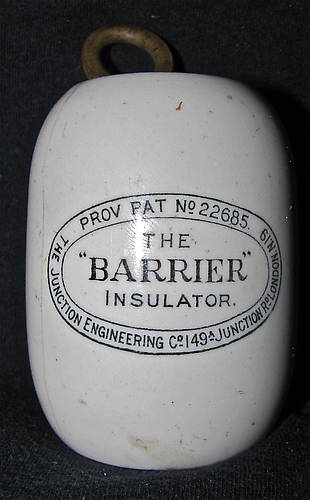 PROV PAT No 22685.
THE
"BARRIER"
INSULATOR.
THE JUNCTION ENGINEERING Co 149A JUNCTION RD LONDON. N.19